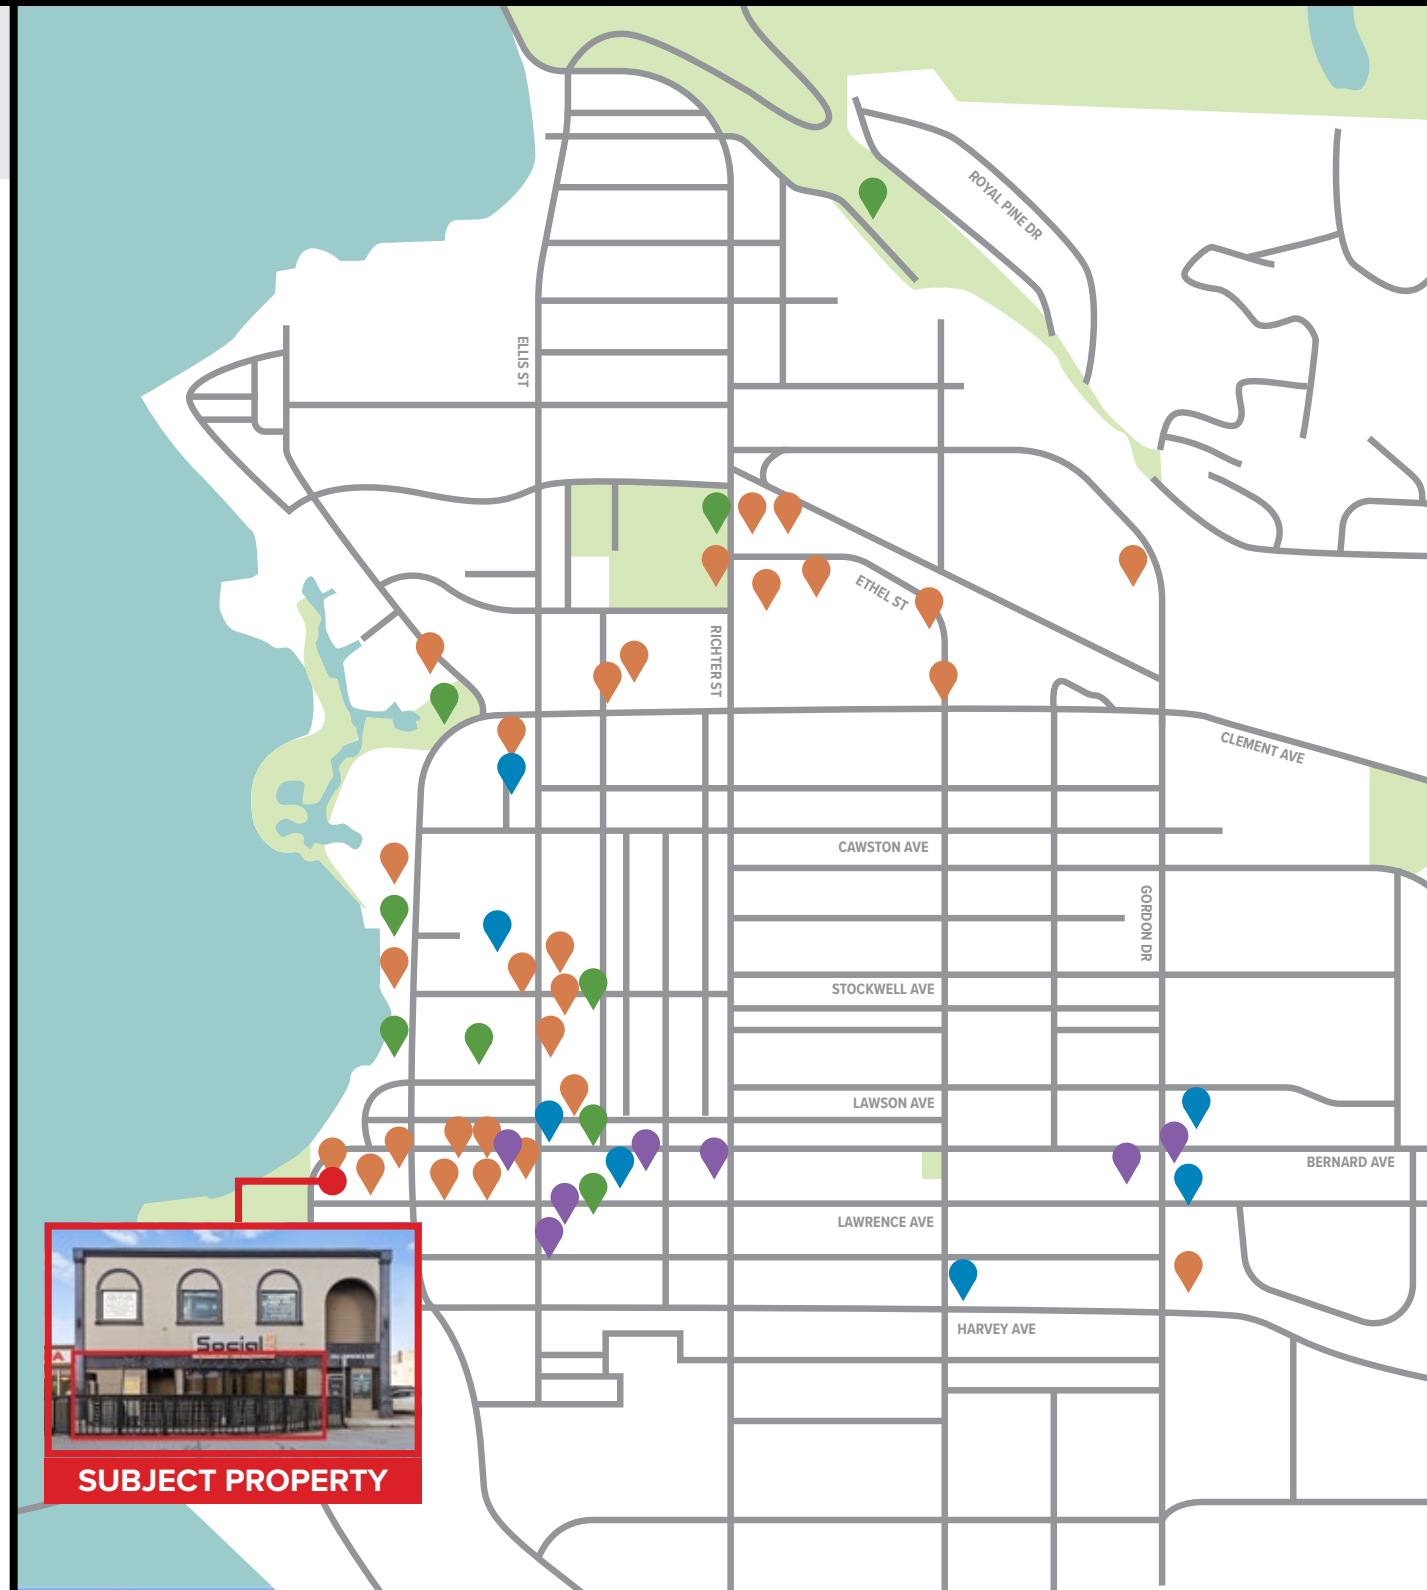 ROYAL PINE DR
ELLIS ST
ETHEL ST
RICHTER ST
CLEMENT AVE
CAWSTON AVE
GORDON DR
STOCKWELL AVE
LAWSON AVE
BERNARD AVE
LAWRENCE AVE
HARVEY AVE
Social
A
SUBJECT PROPERTY